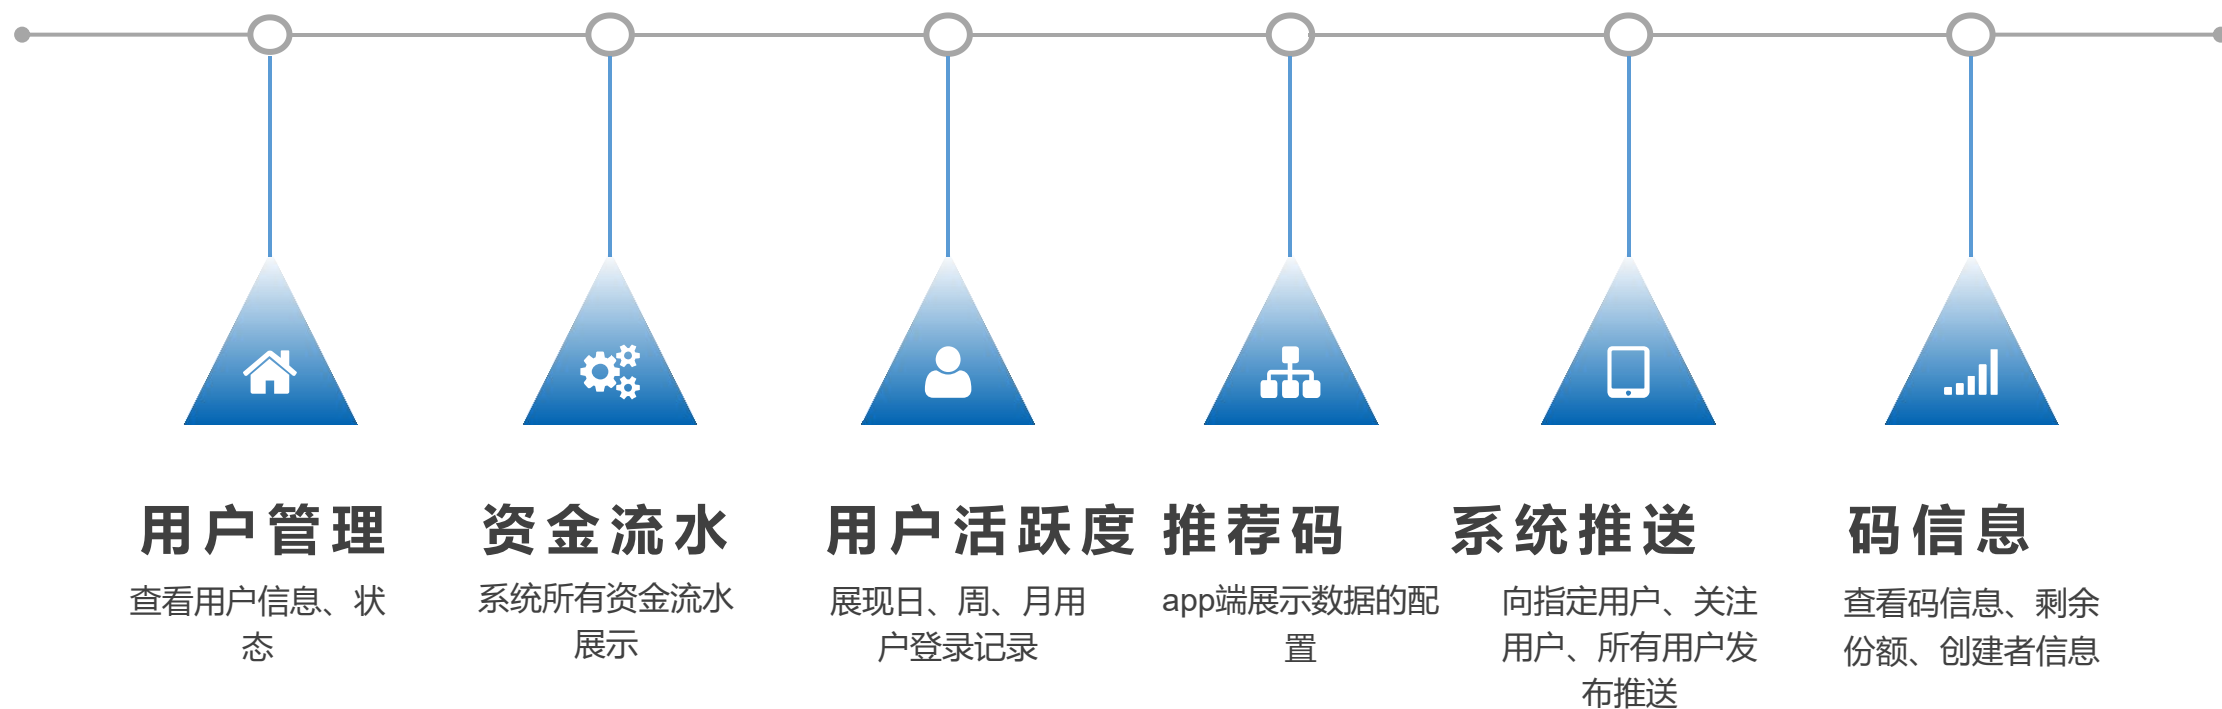 用户管理
查看用户信息、状
态
资金流水
系统所有资金流水
展示
用户活跃度
展现日、周、月用
户登录记录
推荐码
app端展示数据的配
置
系统推送
向指定用户、关注
用户、所有用户发
布推送
码信息
查看码信息、剩余
份额、创建者信息